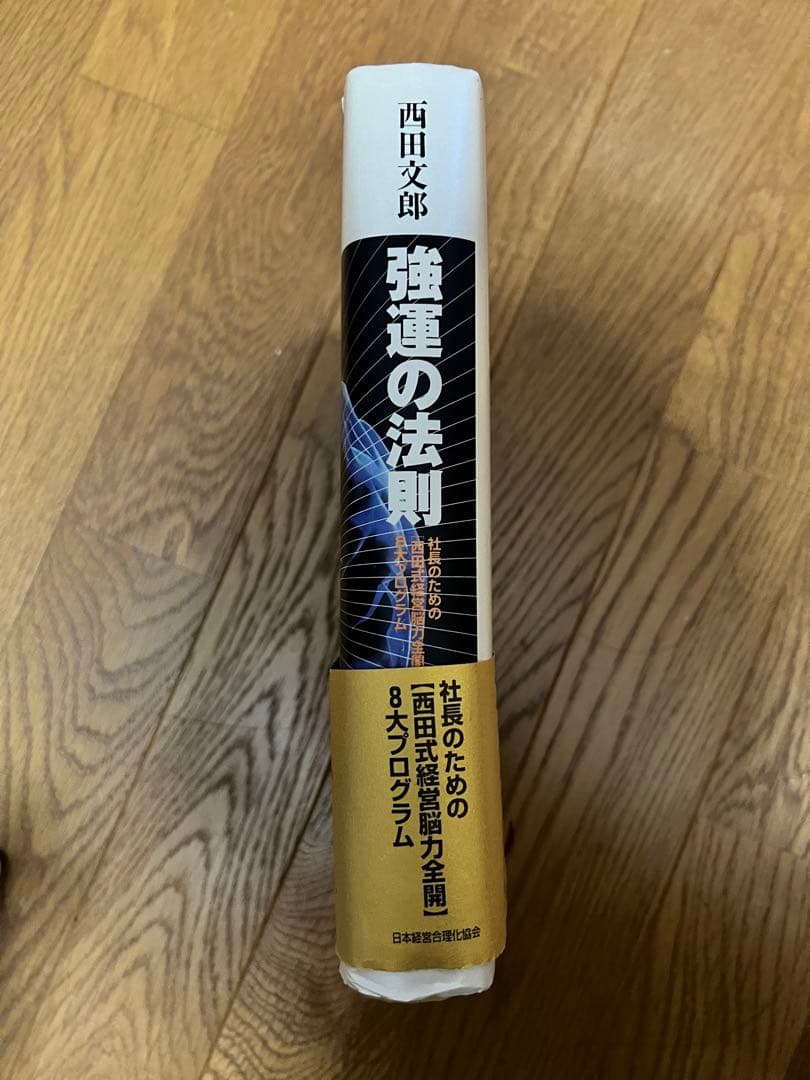 西田文郎
強運の法則
社長のための
[西田式経営脳力全開
8大プログラム
社長のための
【西田式経営脳力全開】
8大プログラム
日本経営合理化協会